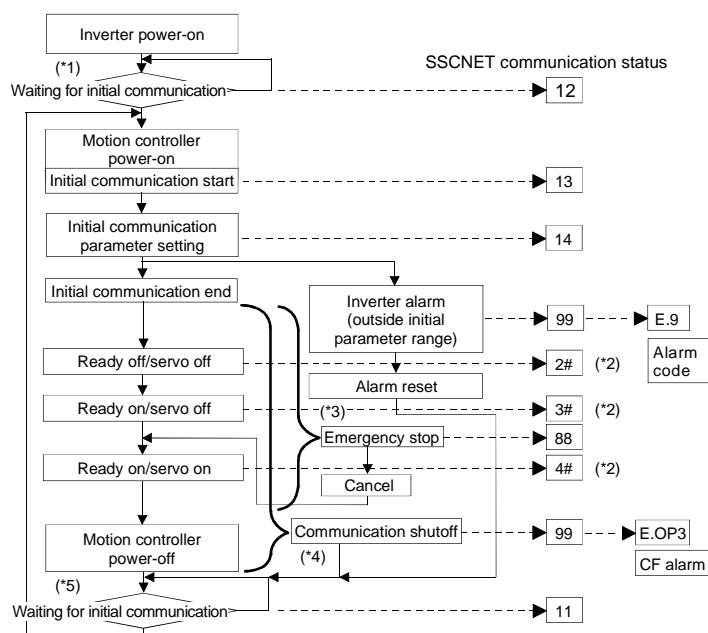 Inverter power-on
(*1)
SSCNET communication status
Waiting for initial communication
12
Motion controller
power-on
Initial communication start
13
Initial communication
parameter setting
14
Initial communication end
Inverter alarm
(outside initial
parameter range)
99
E.9
Alarm
code
Ready off/servo off
2#
(*2)
Alarm reset
Ready on/servo off
3#
(*2)
(*3)
Emergency stop
88
Ready on/servo on
4#
(*2)
Cancel
Motion controller
power-off
Communication shutoff
99
E.OP3
(*4)
CF alarm
(*5)
Waiting for initial communication
11